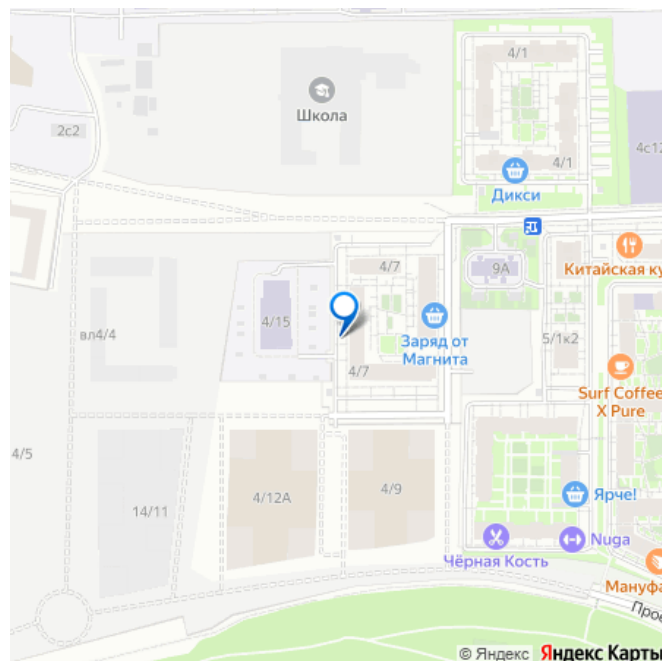 4/1
Школа
2с2
4с12
4/1
Дикси
4/7
9А
Китайская ку
4/15
вл4/4
Заряд от
Магнита
5/1к2
4/7
Surf Coffee
X Pure
4/5
4/12А
4/9
14/11
Ярче!
Nuga
Чёрная Кость
Мануфа
Прое
© Яндекс Яндекс Карты